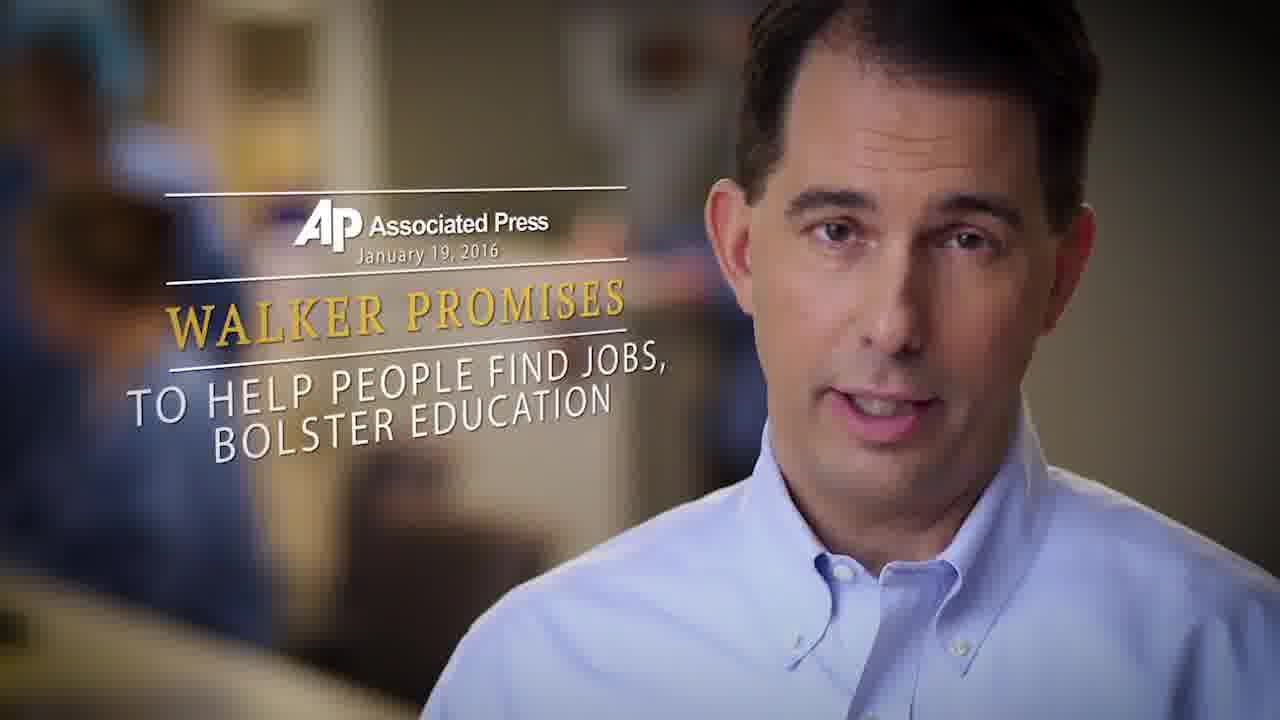 AP Associated Press
January 19, 2016
WALKER PROMISES
TO HELP PEOPLE FIND JOBS,
BOLSTER EDUCATION